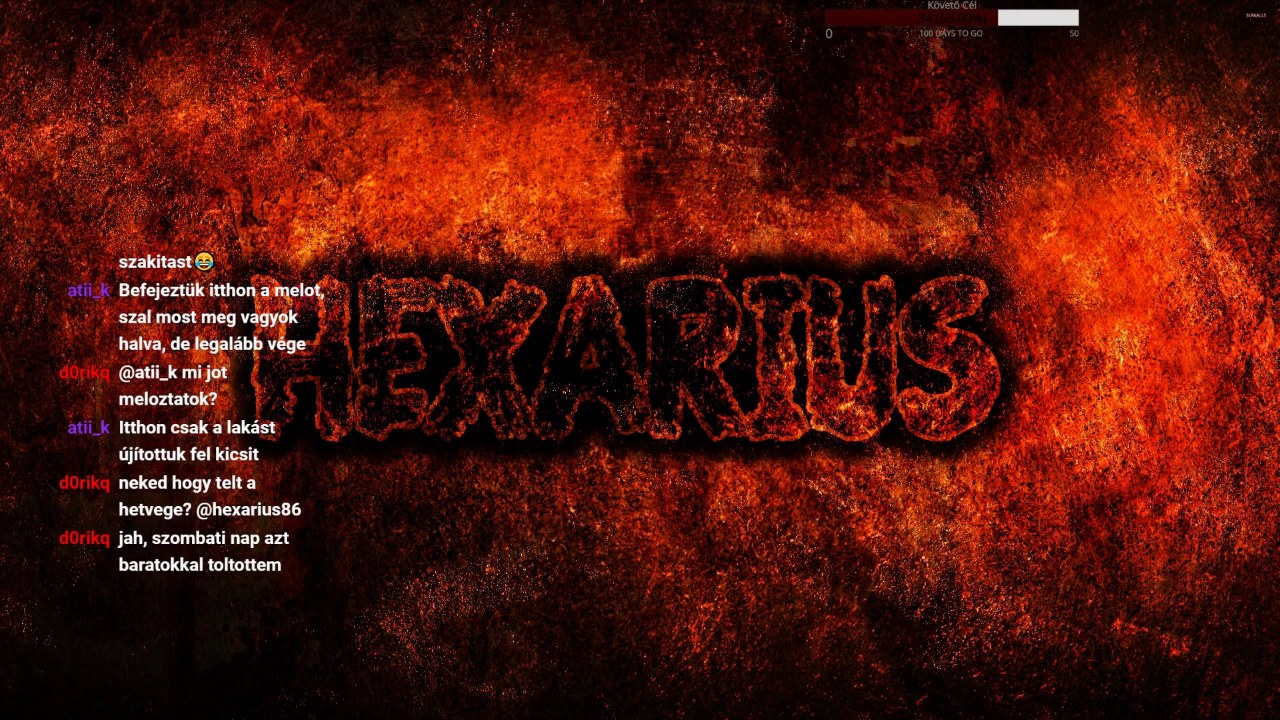 Követő Cél
0
100 DAYS TO GO
50
HEXARIUS
szakitast😂
atii_k Befejeztük itthon a melot,
szal most meg vagyok
halva, de legalább vége
d0rikq @atii_k mi jot
meloztatok?
atii_k Itthon csak a lakást
újítottuk fel kicsit
d0rikq neked hogy telt a
hetvege? @hexarius86
d0rikq jah, szombati nap azt
baratokkal toltottem